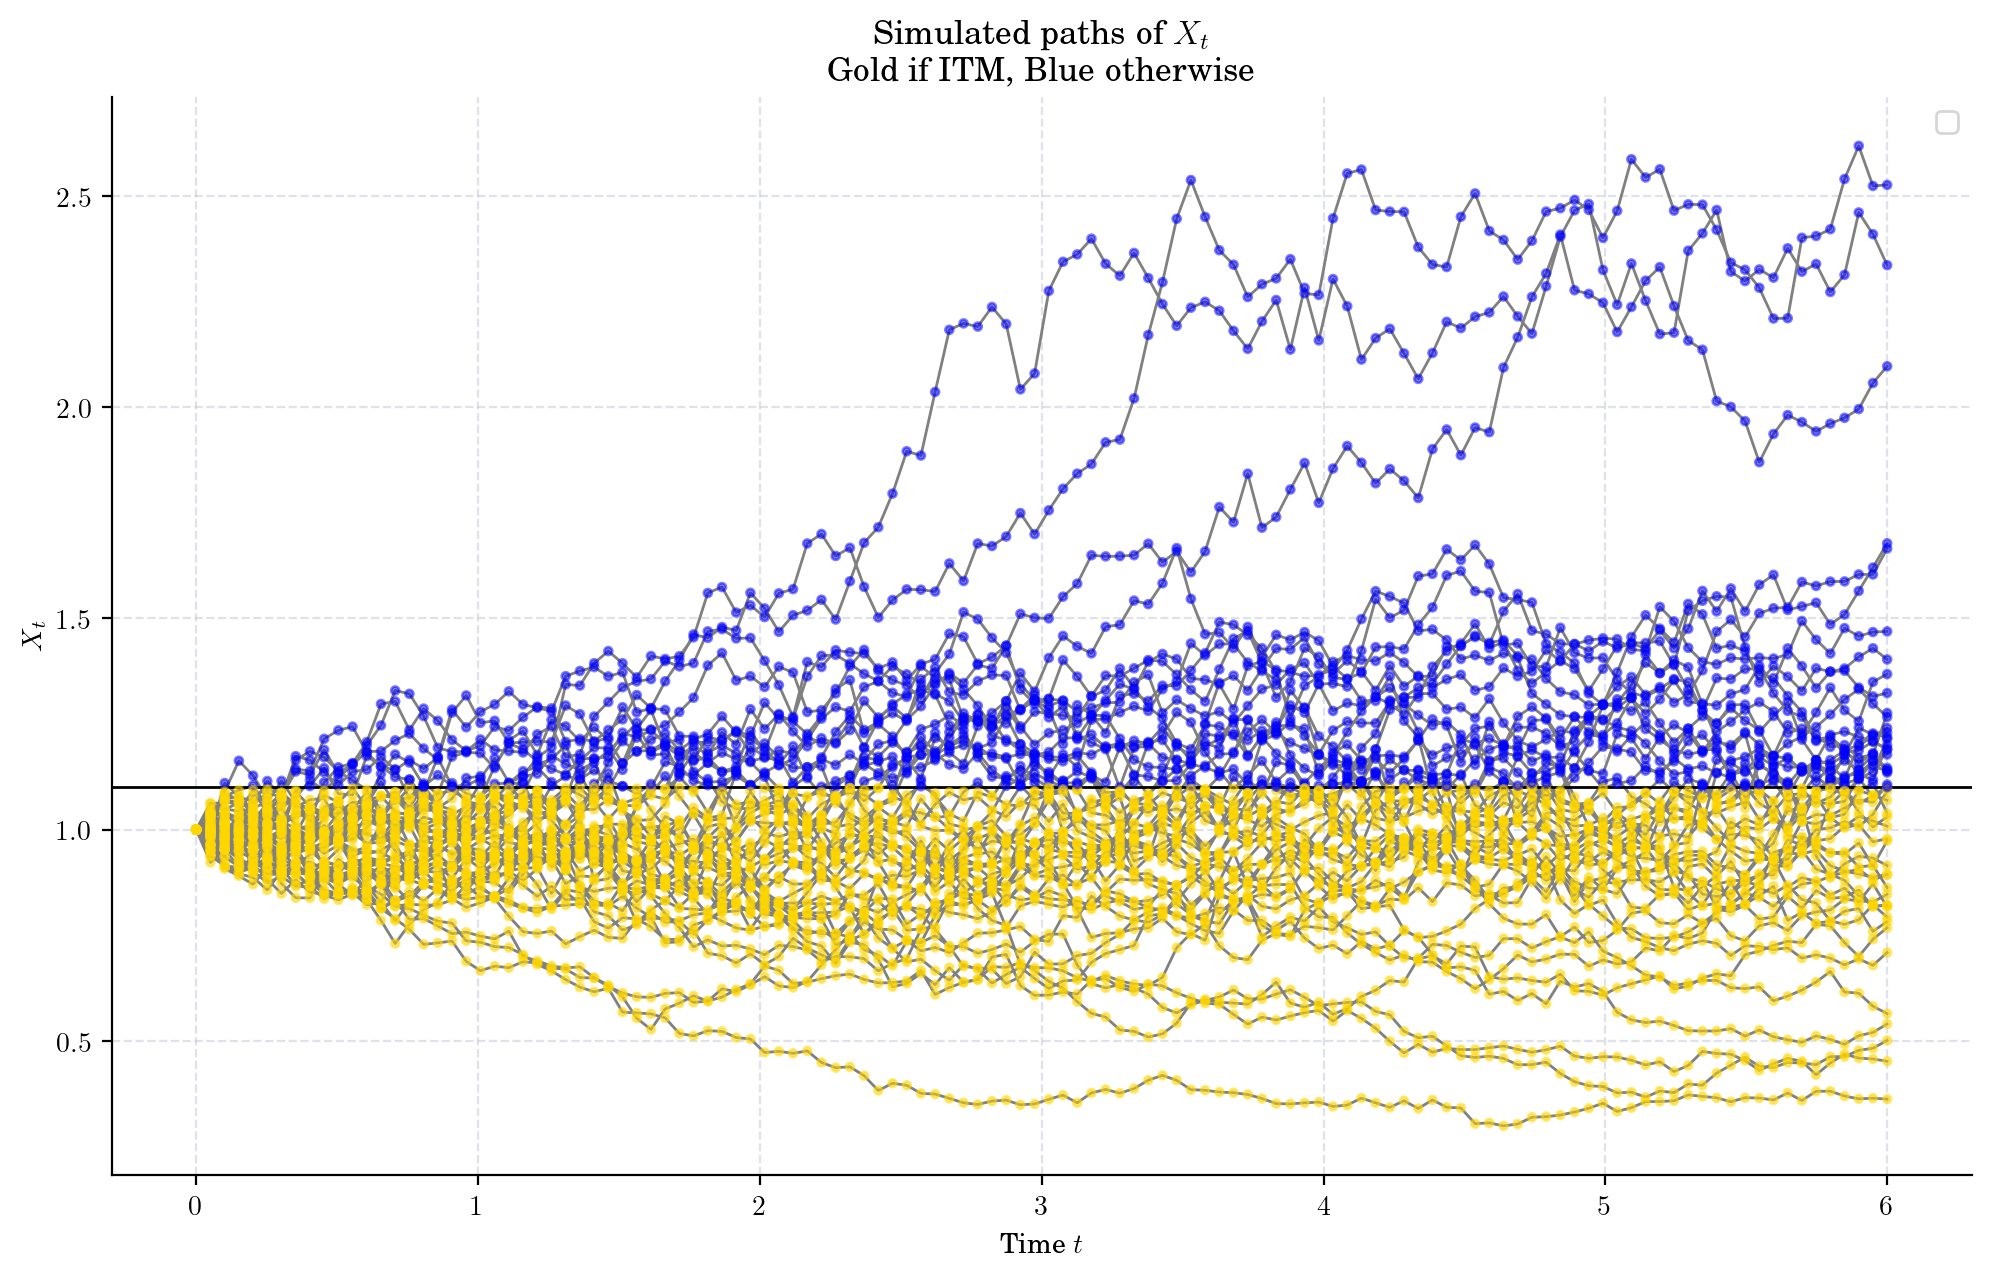 Simulated paths of $X_t$
Gold if ITM, Blue otherwise
2.5
2.0
1.5
1.0
0.5
$X_t$
0 1 2 3 4 5 6
Time $t$